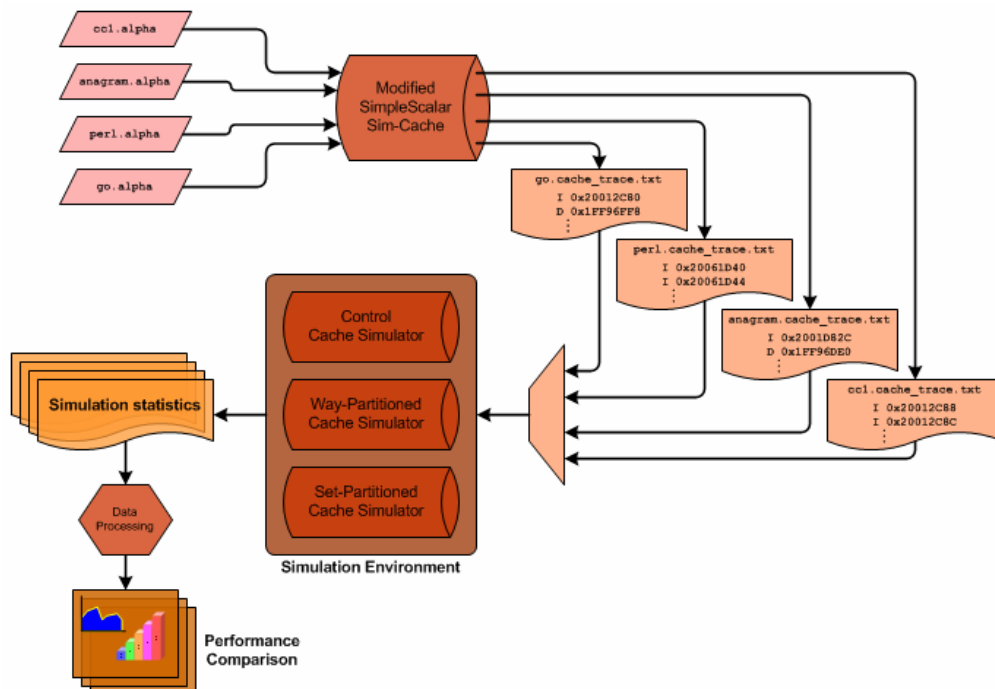 cc1.alpha
anagram.alpha
perl.alpha
go.alpha
Modified
SimpleScalar
Sim-Cache
go.cache_trace.txt
I 0x20012C80
D 0x1FF96FF8
perl.cache_trace.txt
I 0x20061D40
I 0x20061D44
anagram.cache_trace.txt
I 0x2001D82C
D 0x1FF96DE0
cc1.cache_trace.txt
I 0x20012C88
I 0x20012C8C
Control
Cache Simulator
Way-Partitioned
Cache Simulator
Set-Partitioned
Cache Simulator
Simulation Environment
Simulation statistics
Data
Processing
Performance
Comparison